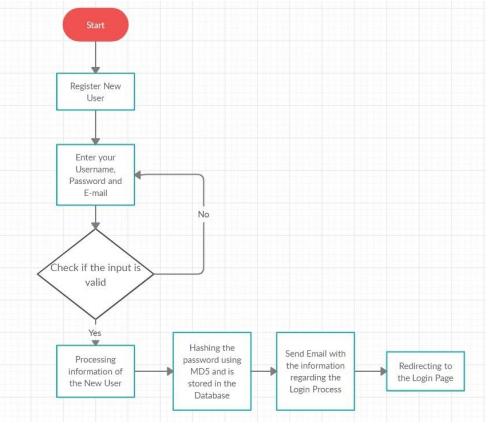 Start
Register New
User
Enter your
Username,
Password and
E-mail
No
Check if the input is
valid
Yes
Processing
information of
the New User
Hashing the
password using
MD5 and is
stored in the
Database
Send Email with
the information
regarding the
Login Process
Redirecting to
the Login Page